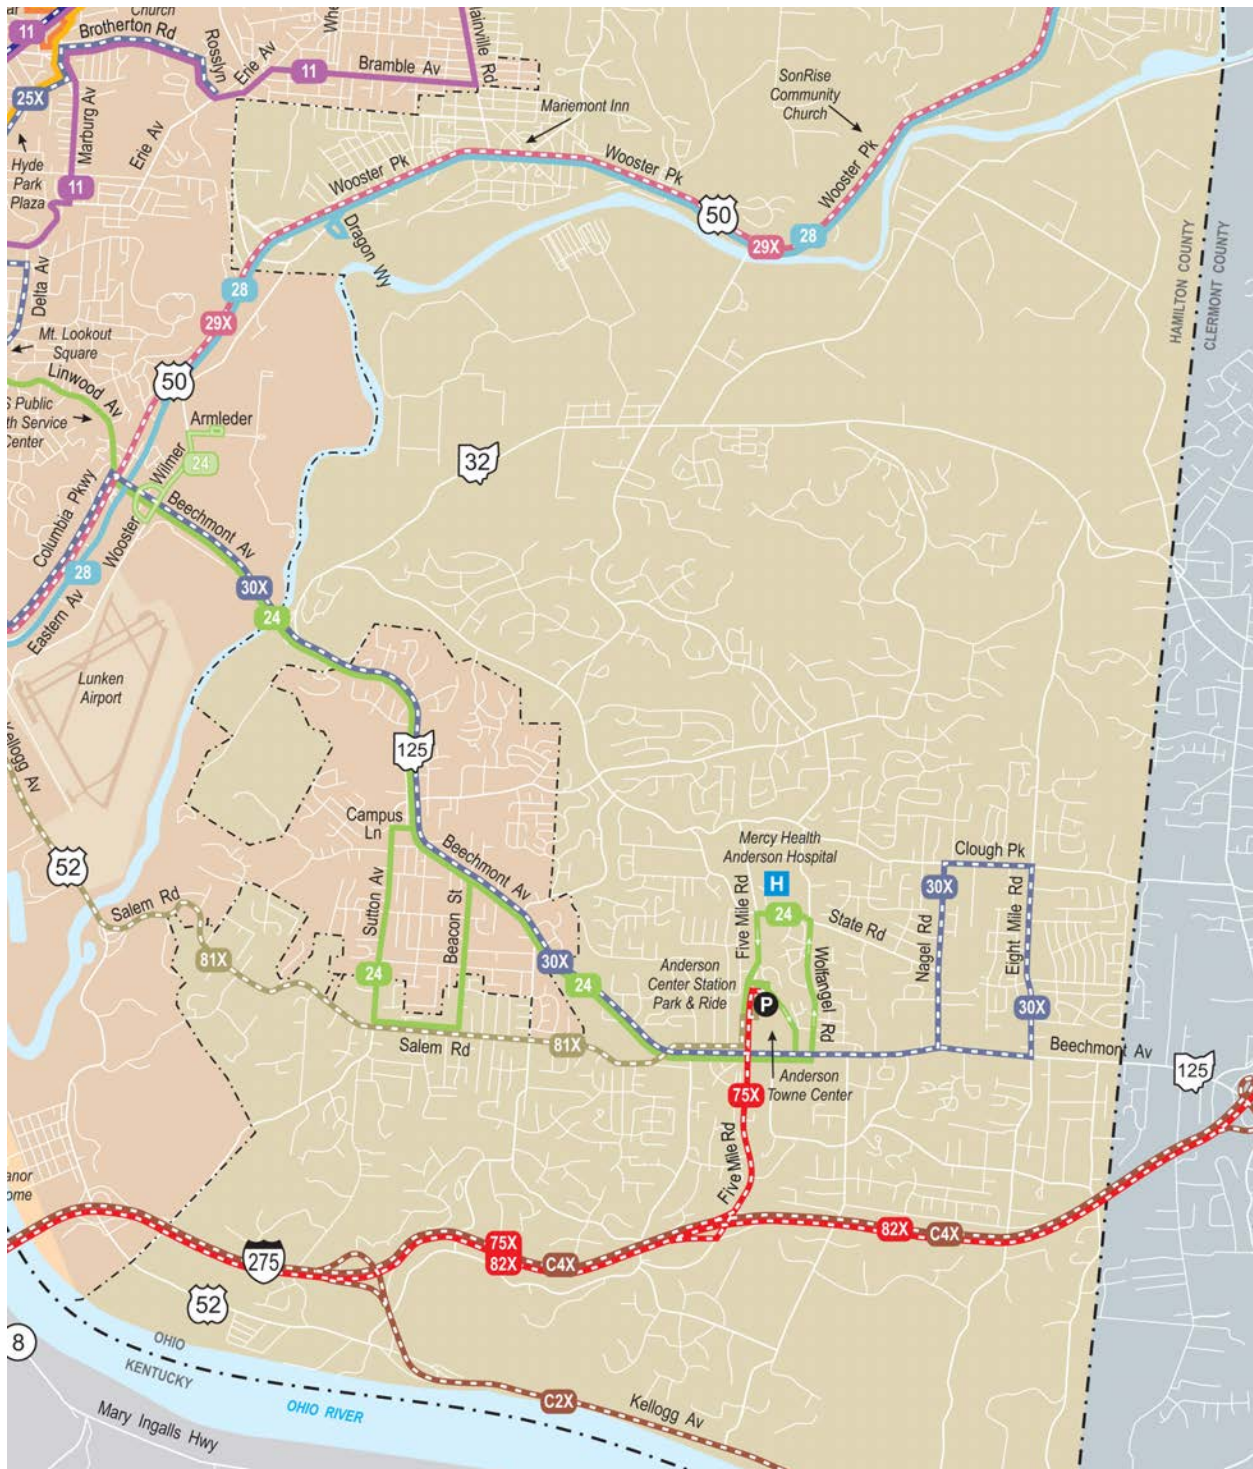 Church
11
Brotherton Rd
Rosslyn
Erie Av
11
Bramble Av
25X
Marburg Av
Erie Av
Hyde
Park
Plaza
11
Mariemont Inn
SonRise
Community
Church
Wooster Pk
Wooster Pk
Wooster Pk
50
29X
28
Dragon Wy
HAMILTON COUNTY
CLERMONT COUNTY
Delta Av
28
29X
Mt. Lookout
Square
50
Linwood Av
Armleder
24
Wilmer
32
Columbia Pkwy
Beechmont Av
Wooster
28
30X
Eastern Av
24
Lunken
Airport
125
Kellogg Av
Campus
Ln
52
Beechmont Av
Mercy Health
Anderson Hospital
H
Clough Pk
Salem Rd
Sutton Av
Beacon St
Five Mile Rd
24
State Rd
30X
Nagel Rd
Eight Mile Rd
81X
24
30X
24
Anderson
Center Station
Park & Ride
P
Wolfangel Rd
30X
Salem Rd
81X
Beechmont Av
Anderson
Towne Center
125
75X
Five Mile Rd
275
75X
82X
C4X
82X
C4X
52
8
OHIO
KENTUCKY
OHIO RIVER
C2X
Kellogg Av
Mary Ingalls Hwy